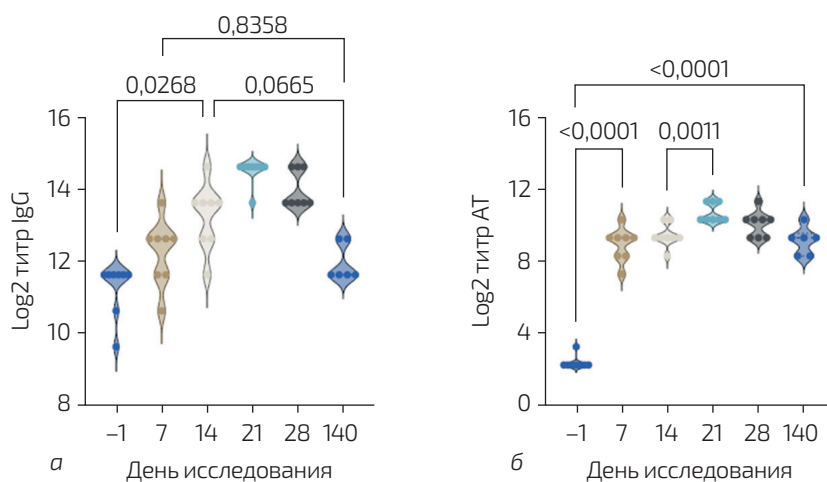 0,8358
0,0268 0,0665
16
14
12
10
8
Log2 титр IgG
−1 7 14 21 28 140
а День исследования
<0,0001
<0,0001 0,0011
16
12
8
4
0
Log2 титр АТ
−1 7 14 21 28 140
б День исследования